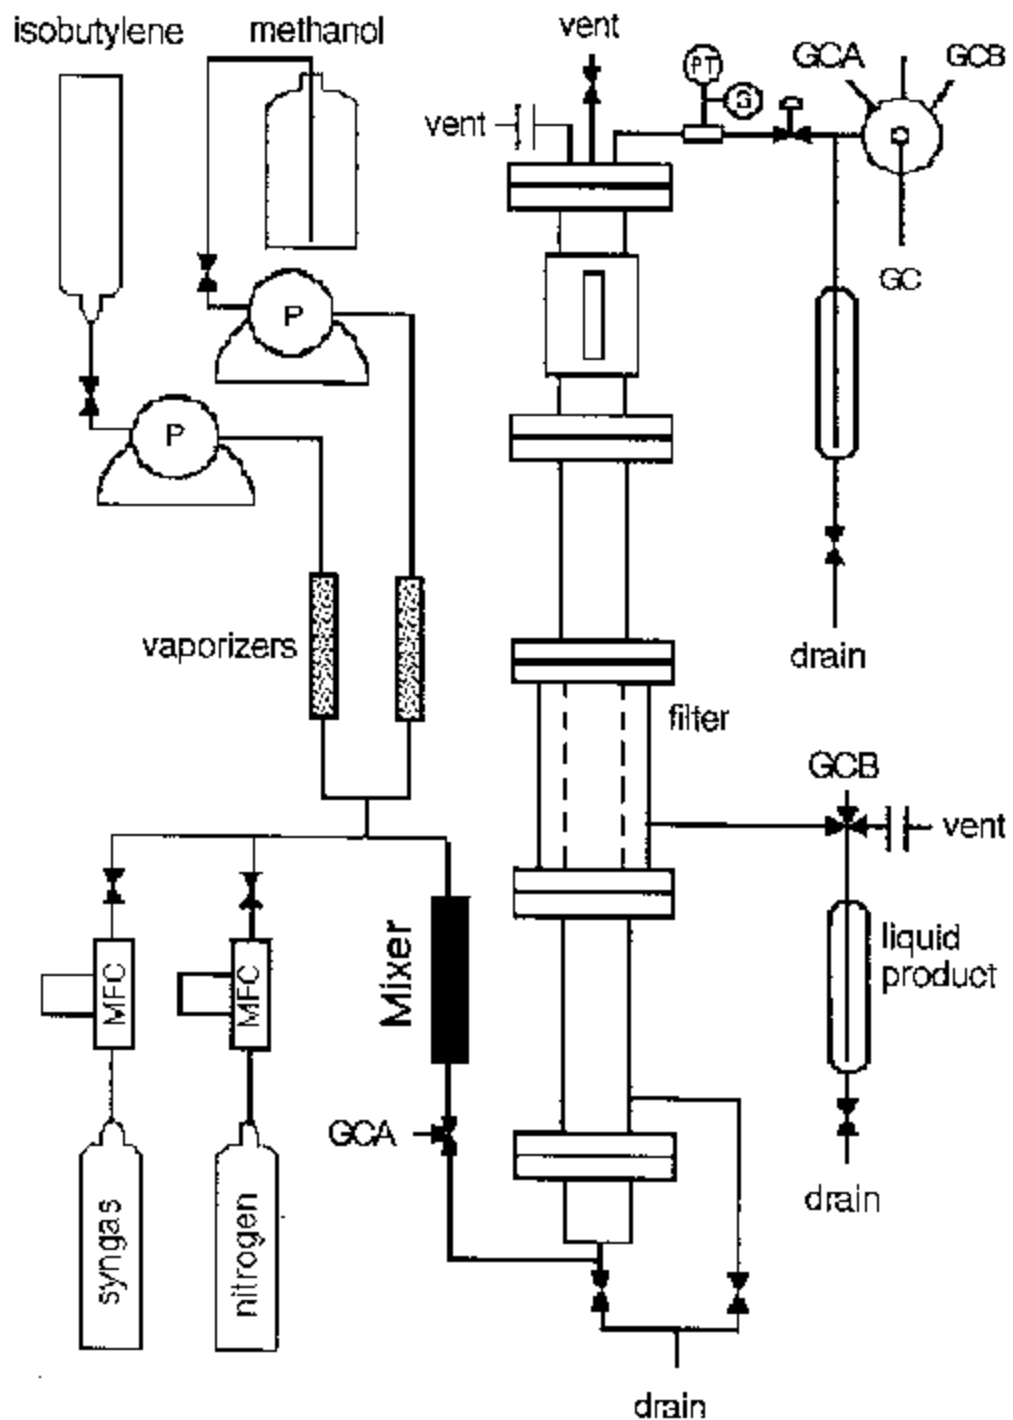 isobutylene
methanol
vent
GCA
GCB
PT
G
vent
P
GC
P
vaporizers
drain
filter
GCB
vent
Mixer
liquid
product
MFC
MFC
GCA
syngas
nitrogen
drain
drain